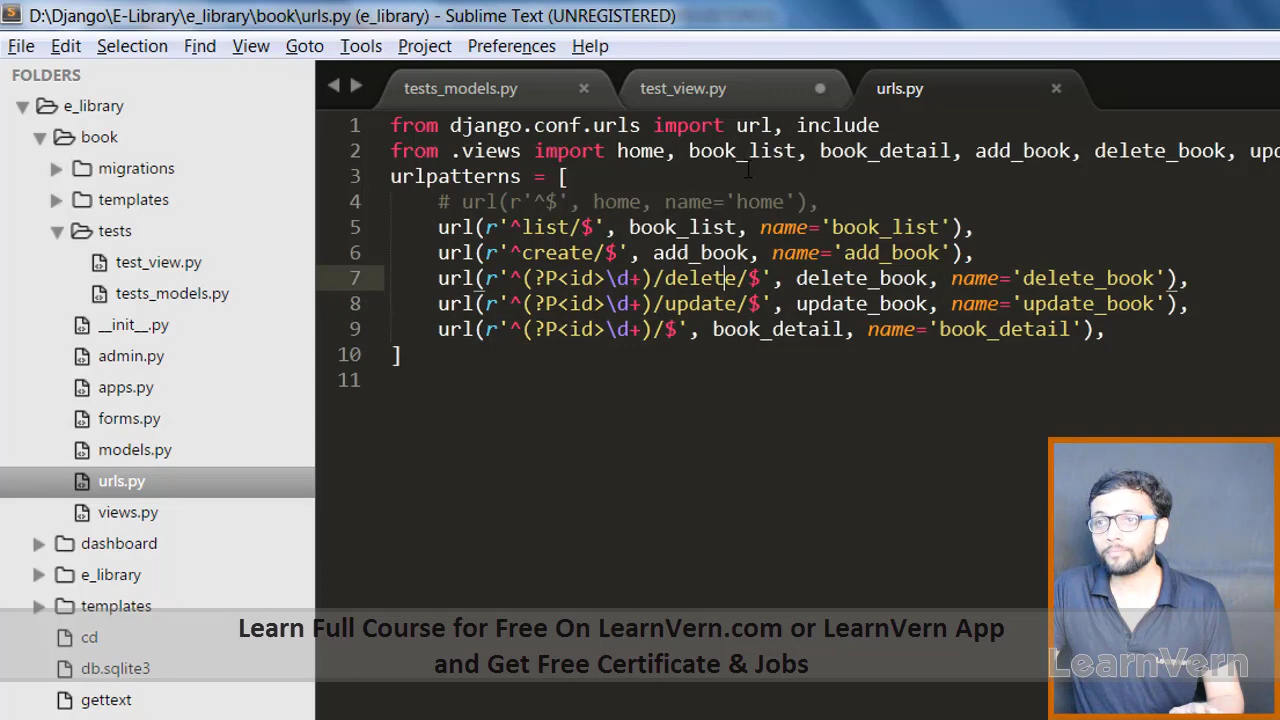 D:\Django\E-Library\e_library\book\urls.py (e_library) - Sublime Text (UNREGISTERED)
File Edit Selection Find View Goto Tools Project Preferences Help
FOLDERS
e_library
book
migrations
templates
tests
test_view.py
tests_models.py
__init__.py
admin.py
apps.py
forms.py
models.py
urls.py
views.py
dashboard
e_library
templates
cd
db.sqlite3
gettext
tests_models.py test_view.py urls.py
1 from django.conf.urls import url, include
2 from .views import home, book_list, book_detail, add_book, delete_book,
3 urlpatterns = [
4 # url(r'^$', home, name='home'),
5 url(r'^list/$', book_list, name='book_list'),
6 url(r'^create/$', add_book, name='add_book'),
7 url(r'^(?P<id>\d+)/delete/$', delete_book, name='delete_book'),
8 url(r'^(?P<id>\d+)/update/$', update_book, name='update_book'),
9 url(r'^(?P<id>\d+)/$', book_detail, name='book_detail'),
10 ]
11
Learn Full Course for Free On LearnVern.com or LearnVern App
and Get Free Certificate & Jobs
LearnVern